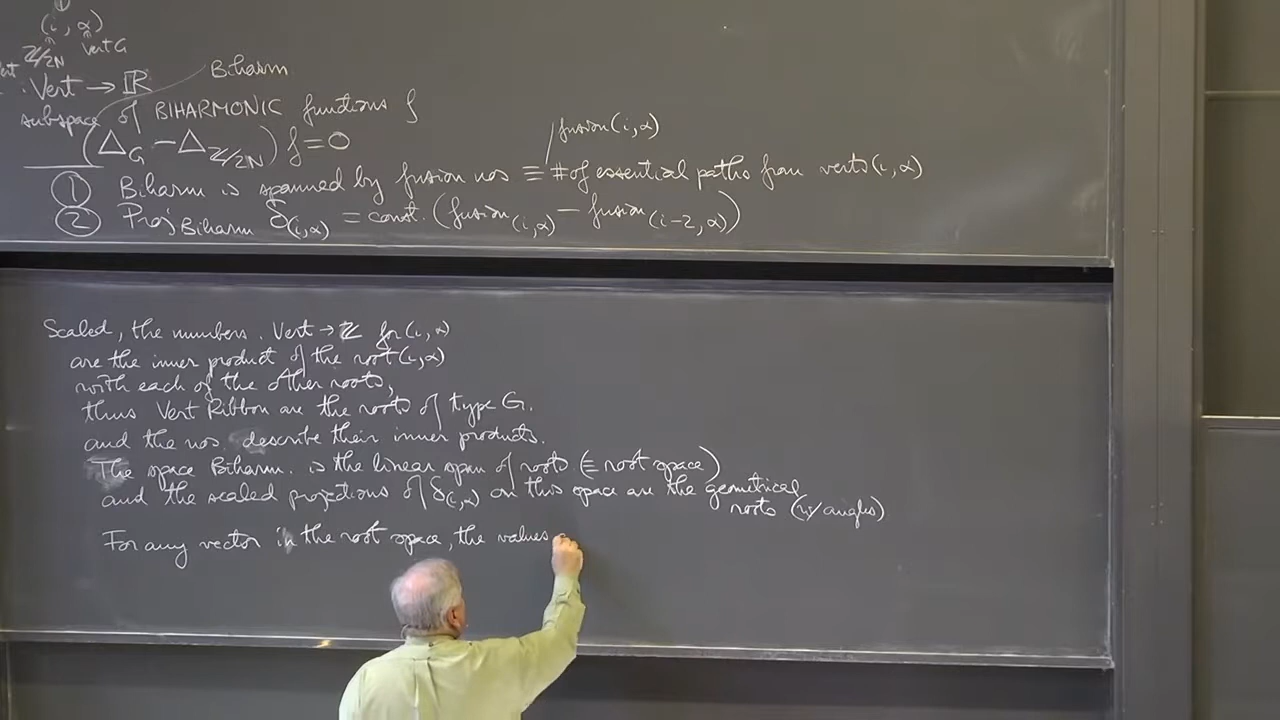 (i, α)
Z/2N vert G
Vert → ℝ
Biharm
subspace of BIHARMONIC functions f
(Δ_G − Δ_Z/2N) f = 0
fusion(i,α)
① Biharm is spanned by fusion nos ≡ # of essential paths from verts (i,α)
② Proj_Biharm δ_(i,α) = const. (fusion_(i,α) − fusion_(i-2,α))
Scaled, the numbers. Vert → ℤ for (i,α)
are the inner product of the root (i,α)
with each of the other roots,
thus Vert Ribbon are the roots of type G.
and the nos. describe their inner products.
The space Biharm. is the linear span of roots (≡ root space)
and the scaled projections of δ_(i,α) on this space are the geometrical
roots (w/ angles)
For any vector in the root space, the values